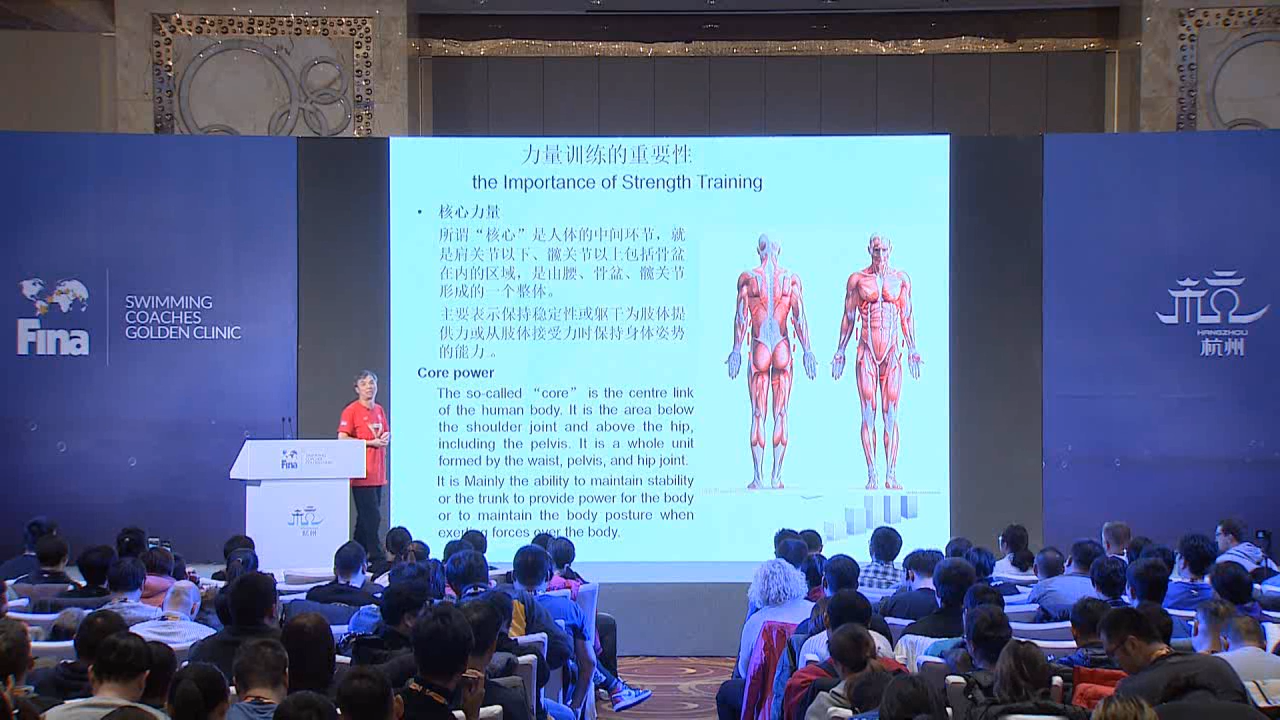 力量训练的重要性
the Importance of Strength Training
• 核心力量
所谓“核心”是人体的中间环节，就
是肩关节以下、髋关节以上包括骨盆
在内的区域，是由腰、骨盆、髋关节
形成的一个整体。
主要表示保持稳定性或躯干为肢体提
供力或从肢体接受力时保持身体姿势
的能力。
Core power
The so-called “core” is the centre link
of the human body. It is the area below
the shoulder joint and above the hip,
including the pelvis. It is a whole unit
formed by the waist, pelvis, and hip joint.
It is Mainly the ability to maintain stability
or the trunk to provide power for the body
or to maintain the body posture when
exerting forces over the body.
Fina
SWIMMING
COACHES
GOLDEN CLINIC
HANGZHOU
杭州
Fina
杭州